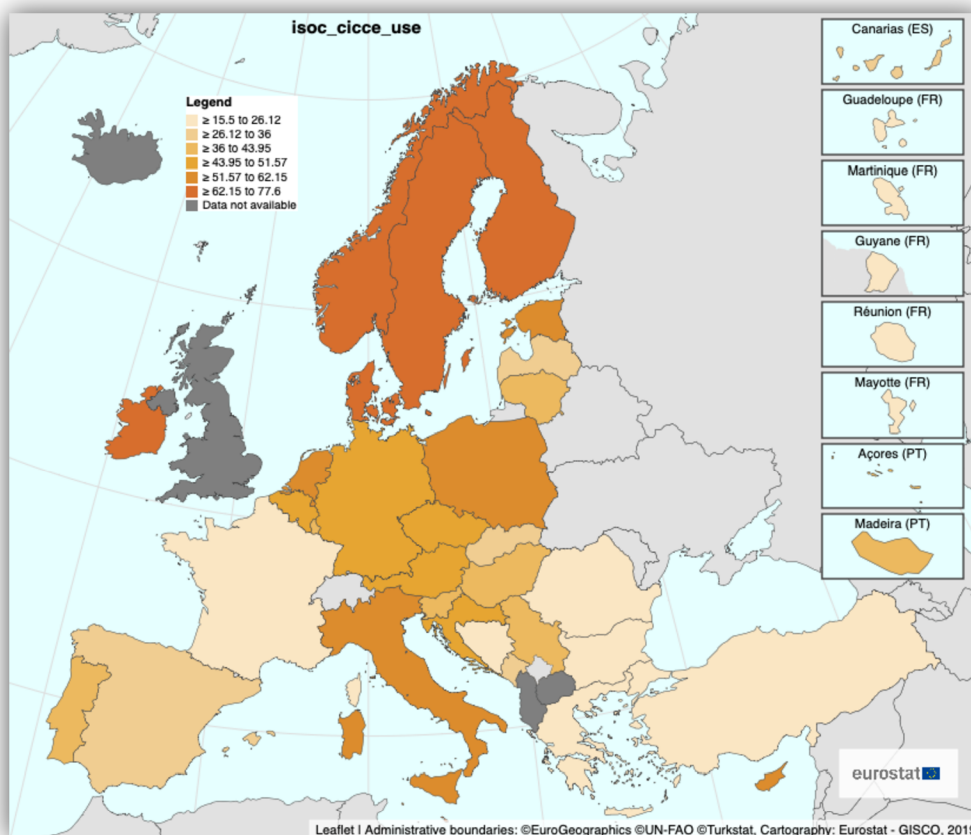 isoc_cicce_use
Legend
≥ 15.5 to 26.12
≥ 26.12 to 36
≥ 36 to 43.95
≥ 43.95 to 51.57
≥ 51.57 to 62.15
≥ 62.15 to 77.6
Data not available
Canarias (ES)
Guadeloupe (FR)
Martinique (FR)
Guyane (FR)
Réunion (FR)
Mayotte (FR)
Açores (PT)
Madeira (PT)
eurostat
Leaflet | Administrative boundaries: ©EuroGeographics ©UN-FAO ©Turkstat, Cartography: Eurostat - GISCO,